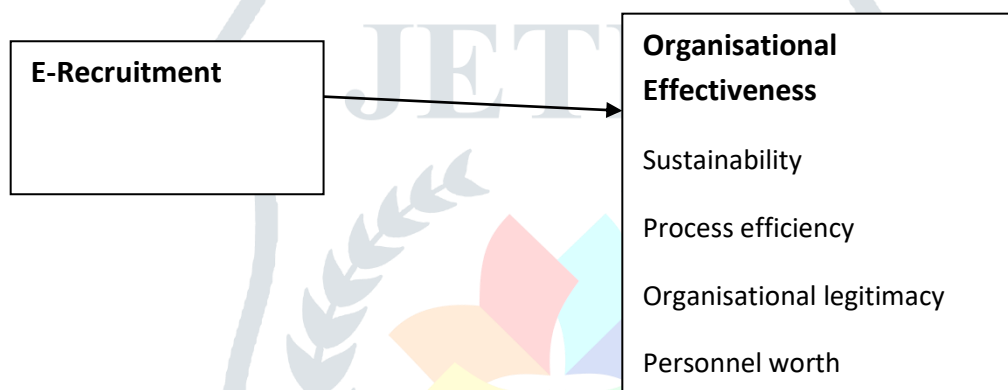 E-Recruitment
Organisational
Effectiveness
Sustainability
Process efficiency
Organisational legitimacy
Personnel worth